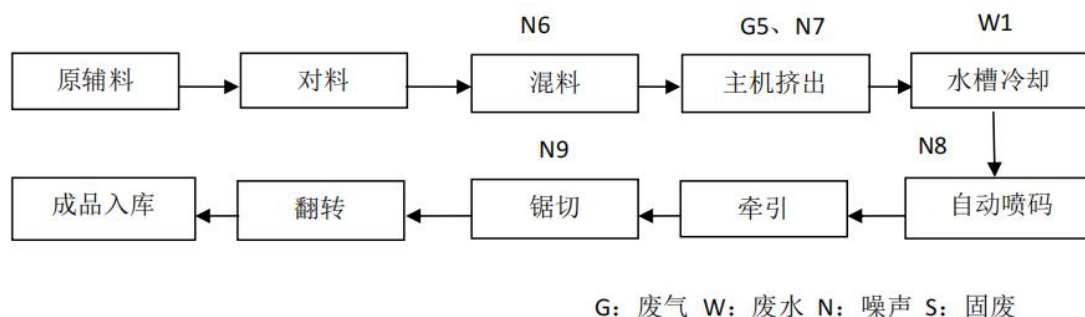 N6 G5、N7 W1
原辅料 对料 混料 主机挤出 水槽冷却
N9 N8
成品入库 翻转 锯切 牵引 自动喷码
G：废气 W：废水 N：噪声 S：固废